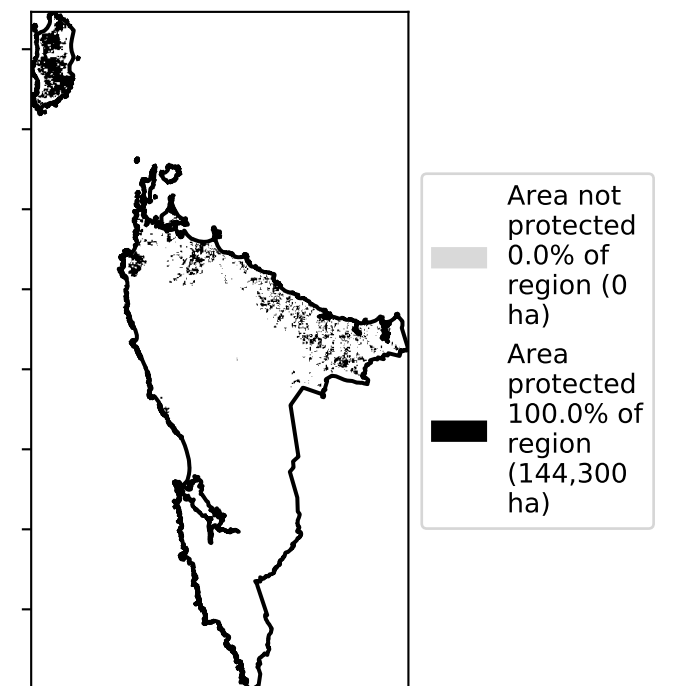 Area not
protected
0.0% of
region (0
ha)
Area
protected
100.0% of
region
(144,300
ha)